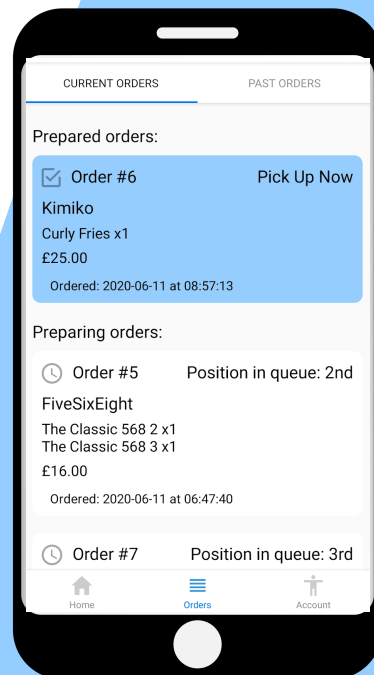 CURRENT ORDERS PAST ORDERS
Prepared orders:
Order #6 Pick Up Now
Kimiko
Curly Fries x1
£25.00
Ordered: 2020-06-11 at 08:57:13
Preparing orders:
Order #5 Position in queue: 2nd
FiveSixEight
The Classic 568 2 x1
The Classic 568 3 x1
£16.00
Ordered: 2020-06-11 at 06:47:40
Order #7 Position in queue: 3rd
Home Orders Account